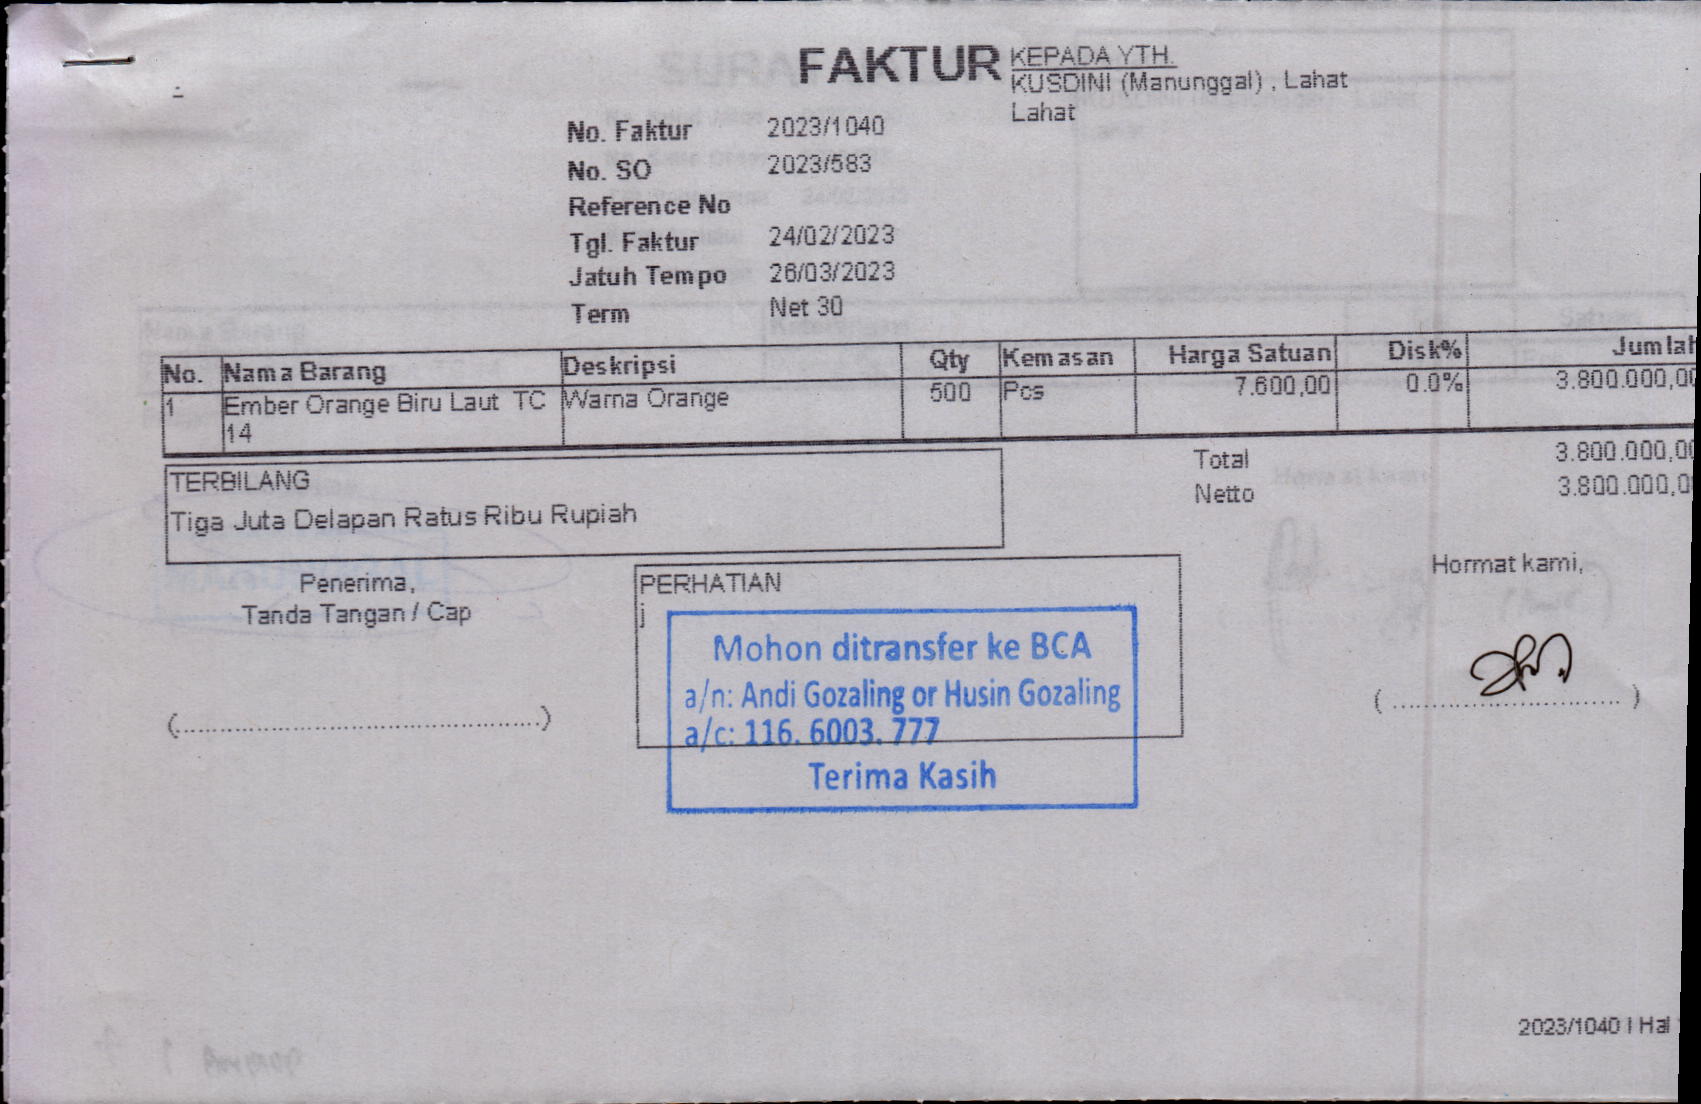 FAKTUR
KEPADA YTH.
KUSDINI (Manunggal) , Lahat
Lahat
No. Faktur 2023/1040
No. SO 2023/583
Reference No
Tgl. Faktur 24/02/2023
Jatuh Tempo 26/03/2023
Term Net 30
No. Nama Barang Deskripsi Qty Kemasan Harga Satuan Disk% Jumlah
1 Ember Orange Biru Laut TC Warna Orange 500 Pcs 7.600,00 0.0% 3.800.000,00
14
Total 3.800.000,00
Netto 3.800.000,0
TERBILANG
Tiga Juta Delapan Ratus Ribu Rupiah
Penerima,
Tanda Tangan / Cap
(........................................)
PERHATIAN
j
Mohon ditransfer ke BCA
a/n: Andi Gozaling or Husin Gozaling
a/c: 116. 6003. 777
Terima Kasih
Hormat kami,
( ............................ )
2023/1040 | Hal